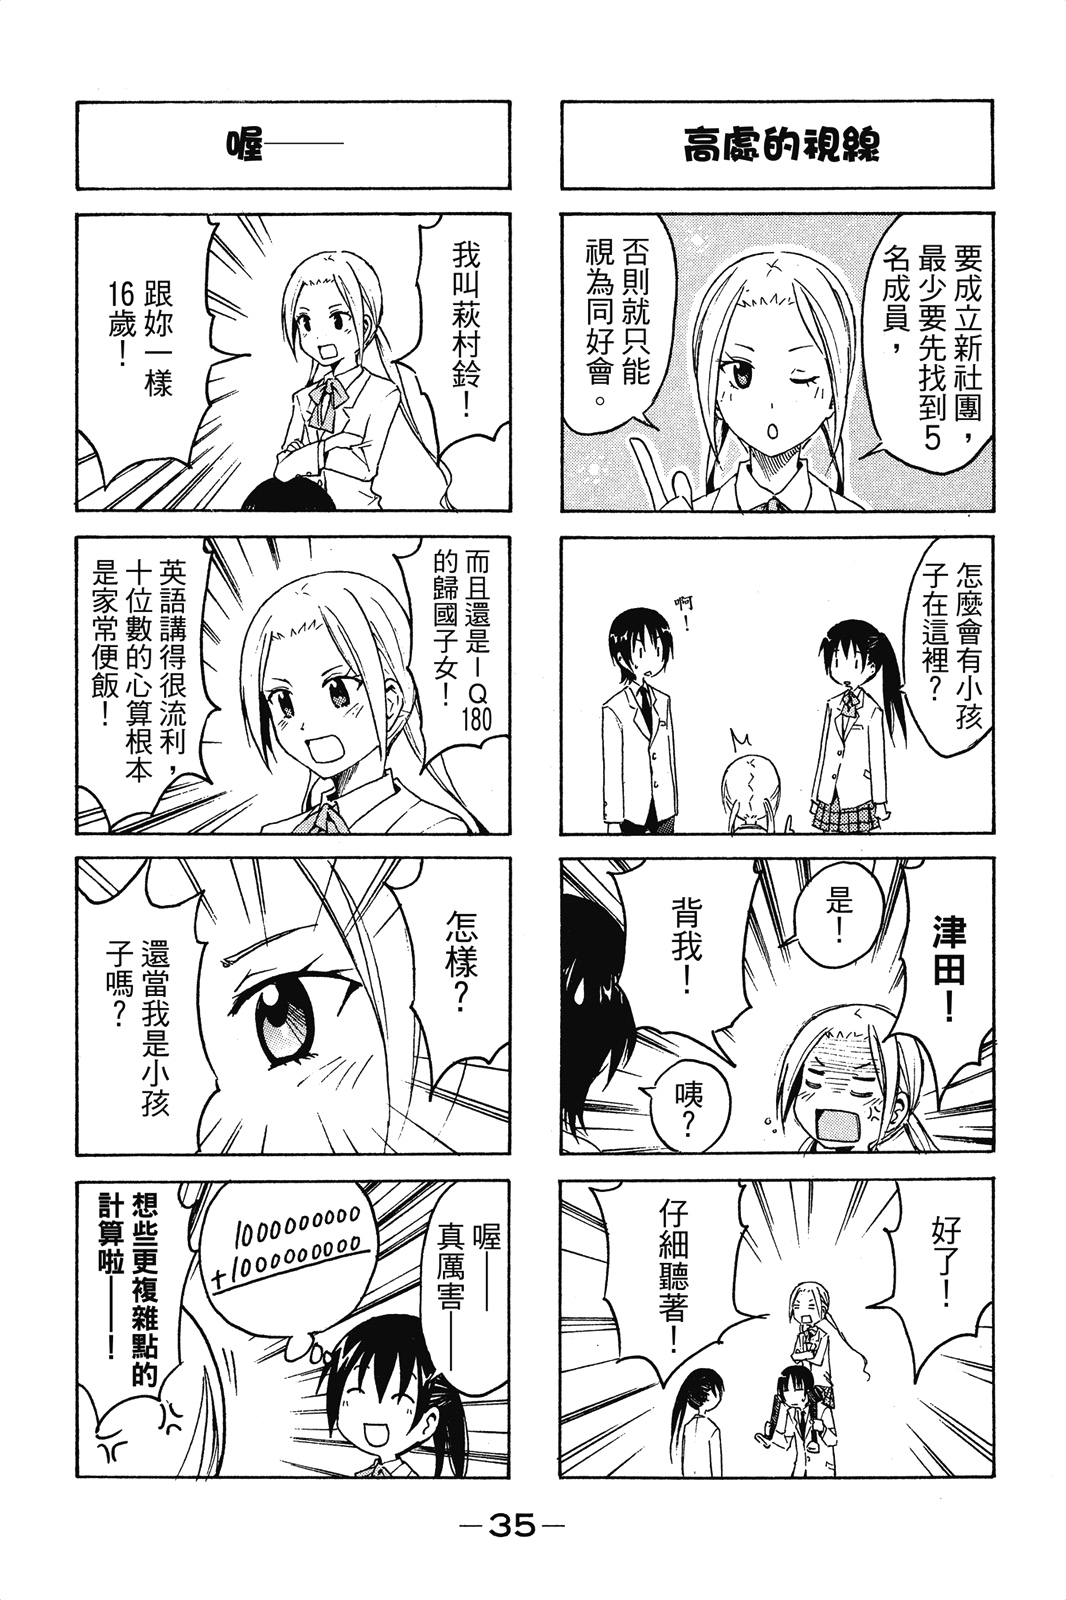 高處的視線
要成立新社團，
最少要先找到5
名成員，
否則就只能
視為同好會。
怎麼會有小孩
子在這裡？
啊！
津田！
是！
背我！
咦？
好了！
仔細聽著！
喔——
我叫萩村鈴！
跟妳一樣
16歲！
而且還是IQ180
的歸國子女！
英語講得很流利，
十位數的心算根本
是家常便飯！
怎樣？
還當我是小孩
子嗎？
喔——
真厲害——
1000000000
+1000000000
想些更複雜點的
計算啦——！
—35—